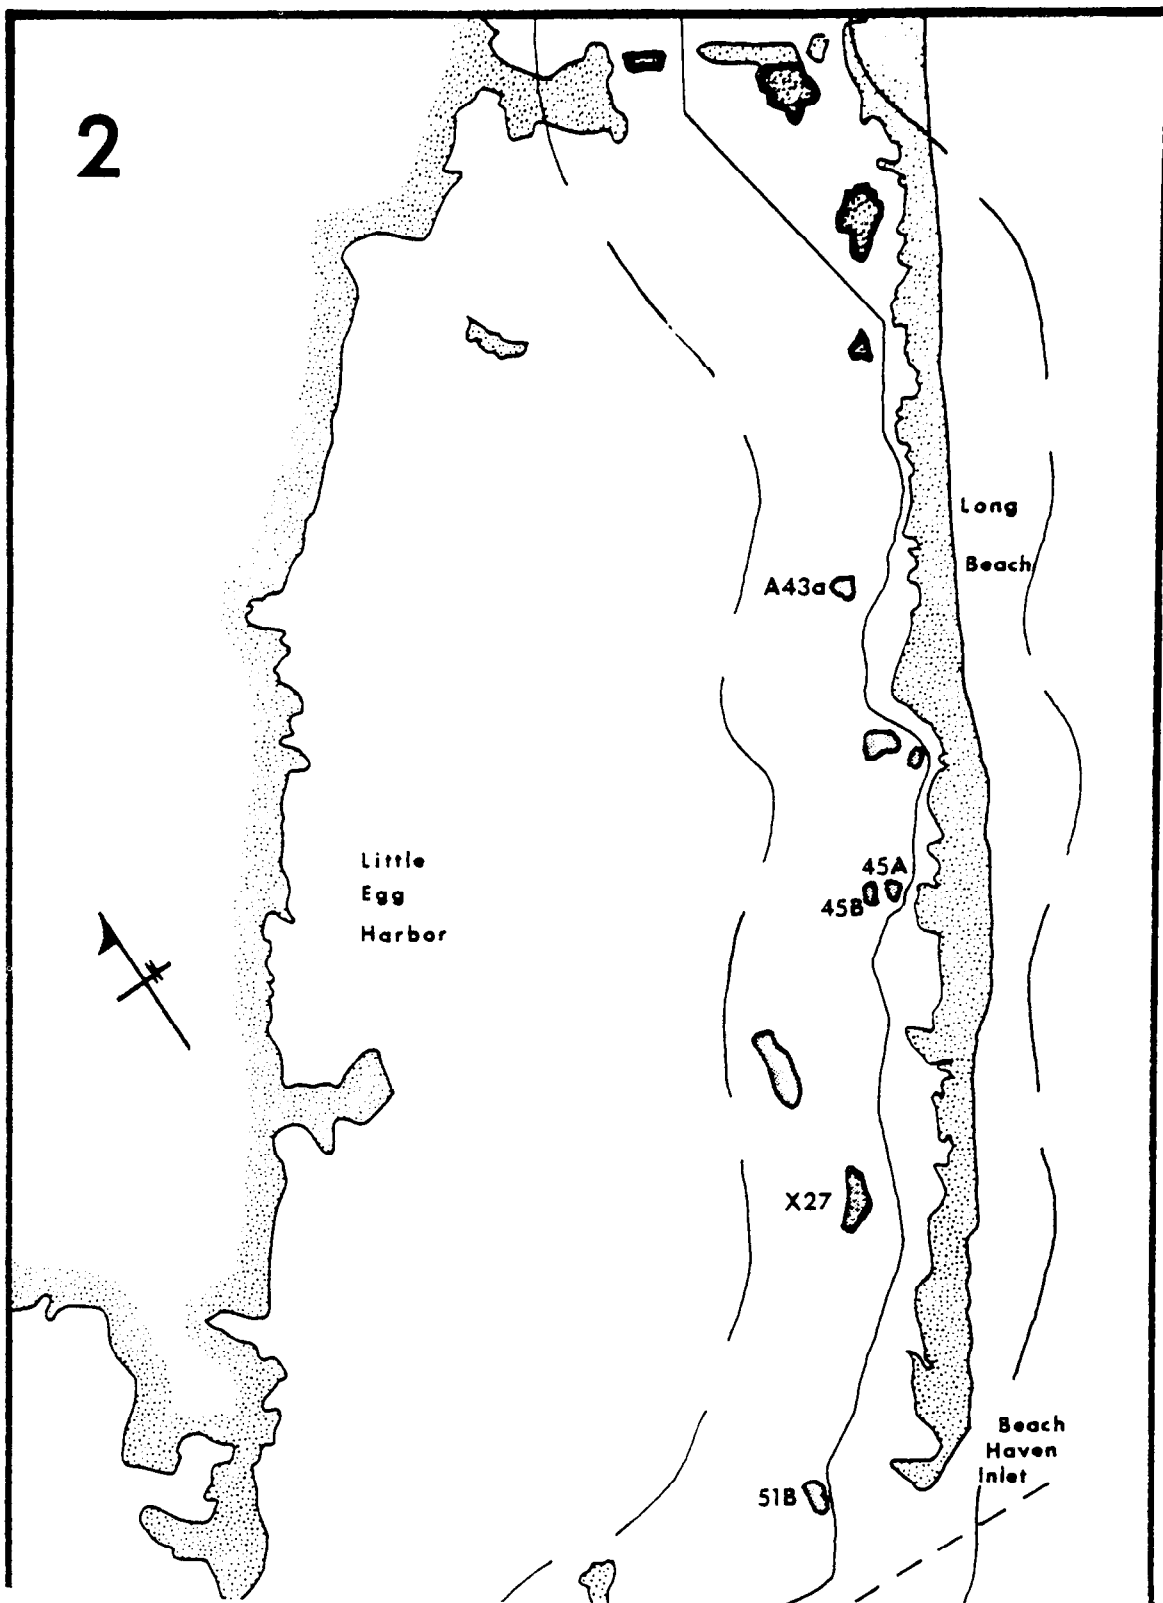 2
Long
Beach
A43a
Little
Egg
Harbor
45A
45B
X27
Beach
Haven
Inlet
51B